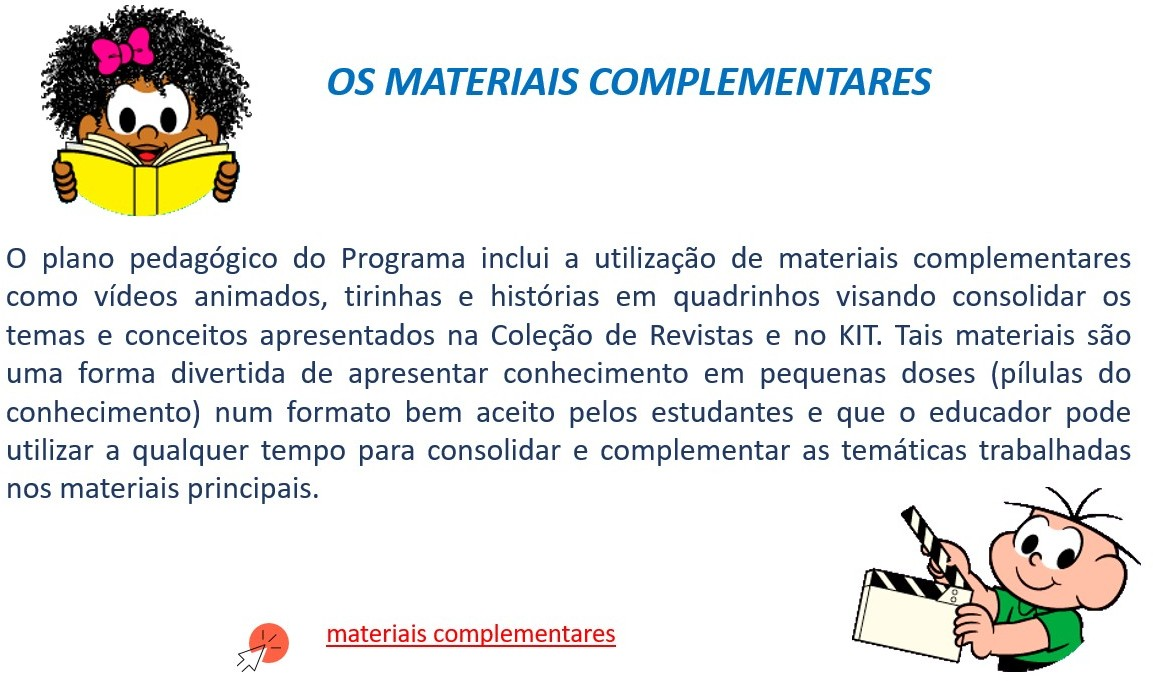 OS MATERIAIS COMPLEMENTARES
O plano pedagógico do Programa inclui a utilização de materiais complementares
como vídeos animados, tirinhas e histórias em quadrinhos visando consolidar os
temas e conceitos apresentados na Coleção de Revistas e no KIT. Tais materiais são
uma forma divertida de apresentar conhecimento em pequenas doses (pílulas do
conhecimento) num formato bem aceito pelos estudantes e que o educador pode
utilizar a qualquer tempo para consolidar e complementar as temáticas trabalhadas
nos materiais principais.
materiais complementares